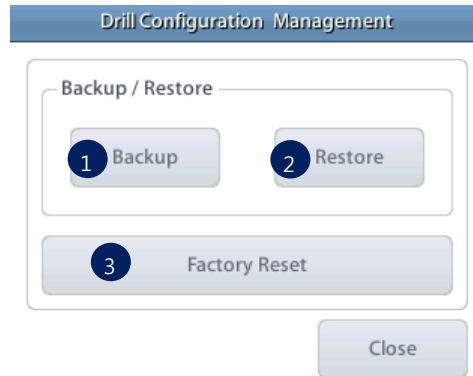 Drill Configuration Management
Backup / Restore
1 Backup
2 Restore
3 Factory Reset
Close